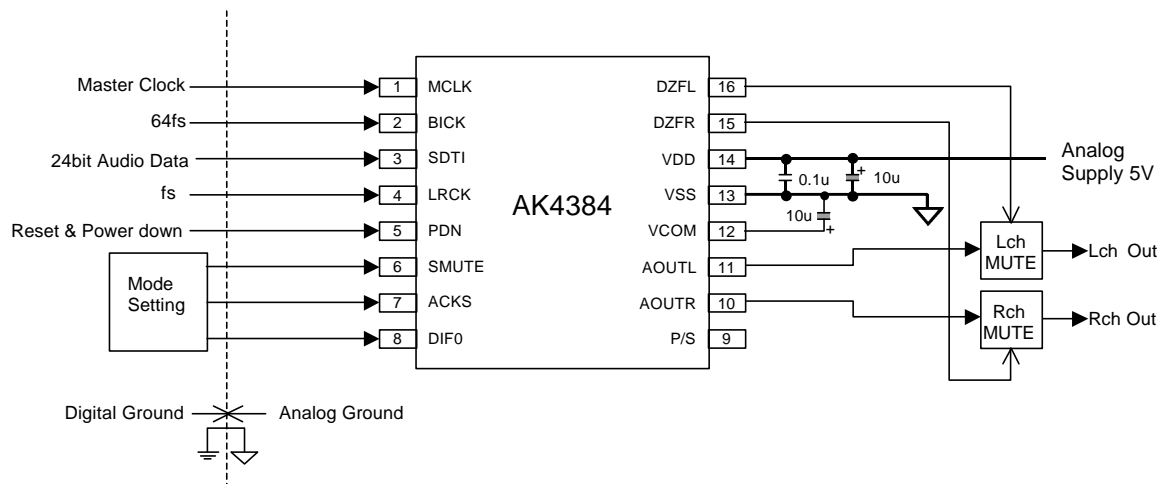 Master Clock
64fs
24bit Audio Data
fs
Reset & Power down
Mode
Setting
1
2
3
4
5
6
7
8
MCLK
BICK
SDTI
LRCK
PDN
SMUTE
ACKS
DIF0
AK4384
DZFL
DZFR
VDD
VSS
VCOM
AOUTL
AOUTR
P/S
16
15
14
13
12
11
10
9
0.1u
+
10u
10u
+
Analog
Supply 5V
Lch
MUTE
Lch Out
Rch
MUTE
Rch Out
Digital Ground
Analog Ground